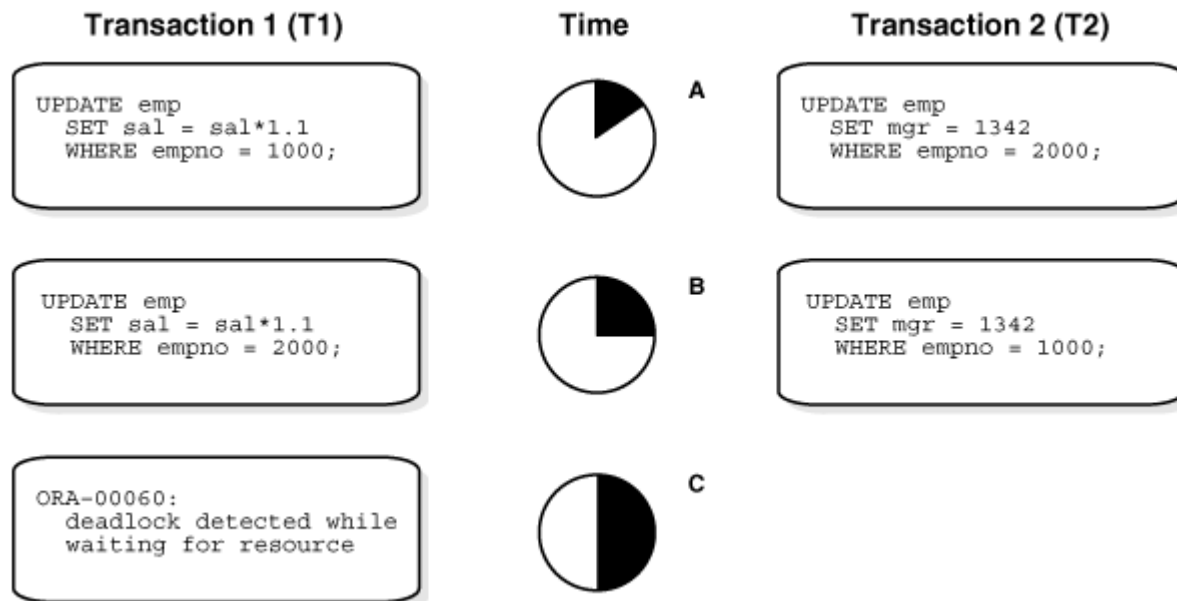 Transaction 1 (T1)
Time
Transaction 2 (T2)
UPDATE emp
SET sal = sal*1.1
WHERE empno = 1000;
A
UPDATE emp
SET mgr = 1342
WHERE empno = 2000;
UPDATE emp
SET sal = sal*1.1
WHERE empno = 2000;
B
UPDATE emp
SET mgr = 1342
WHERE empno = 1000;
ORA-00060:
deadlock detected while
waiting for resource
C